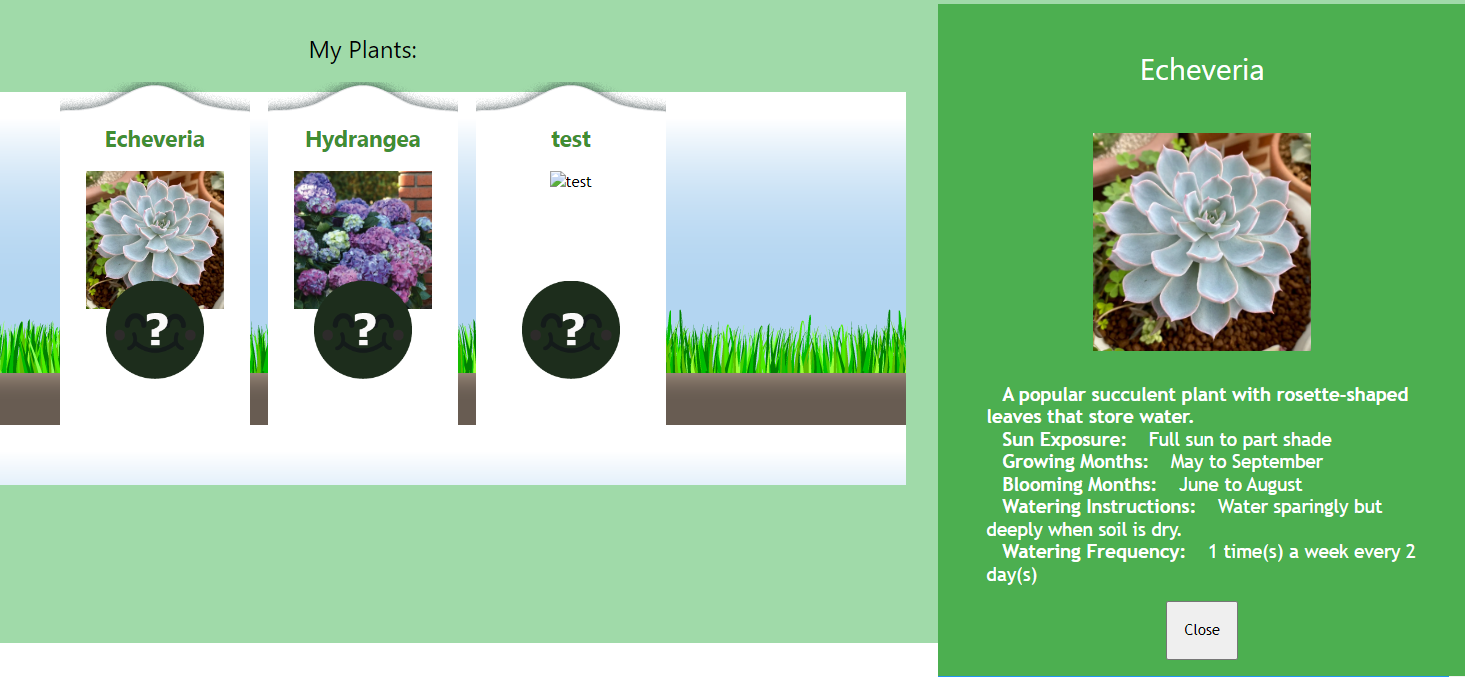 My Plants:
Echeveria
?
Hydrangea
?
test
test
?
Echeveria
A popular succulent plant with rosette-shaped
leaves that store water.
Sun Exposure: Full sun to part shade
Growing Months: May to September
Blooming Months: June to August
Watering Instructions: Water sparingly but
deeply when soil is dry.
Watering Frequency: 1 time(s) a week every 2
day(s)
Close